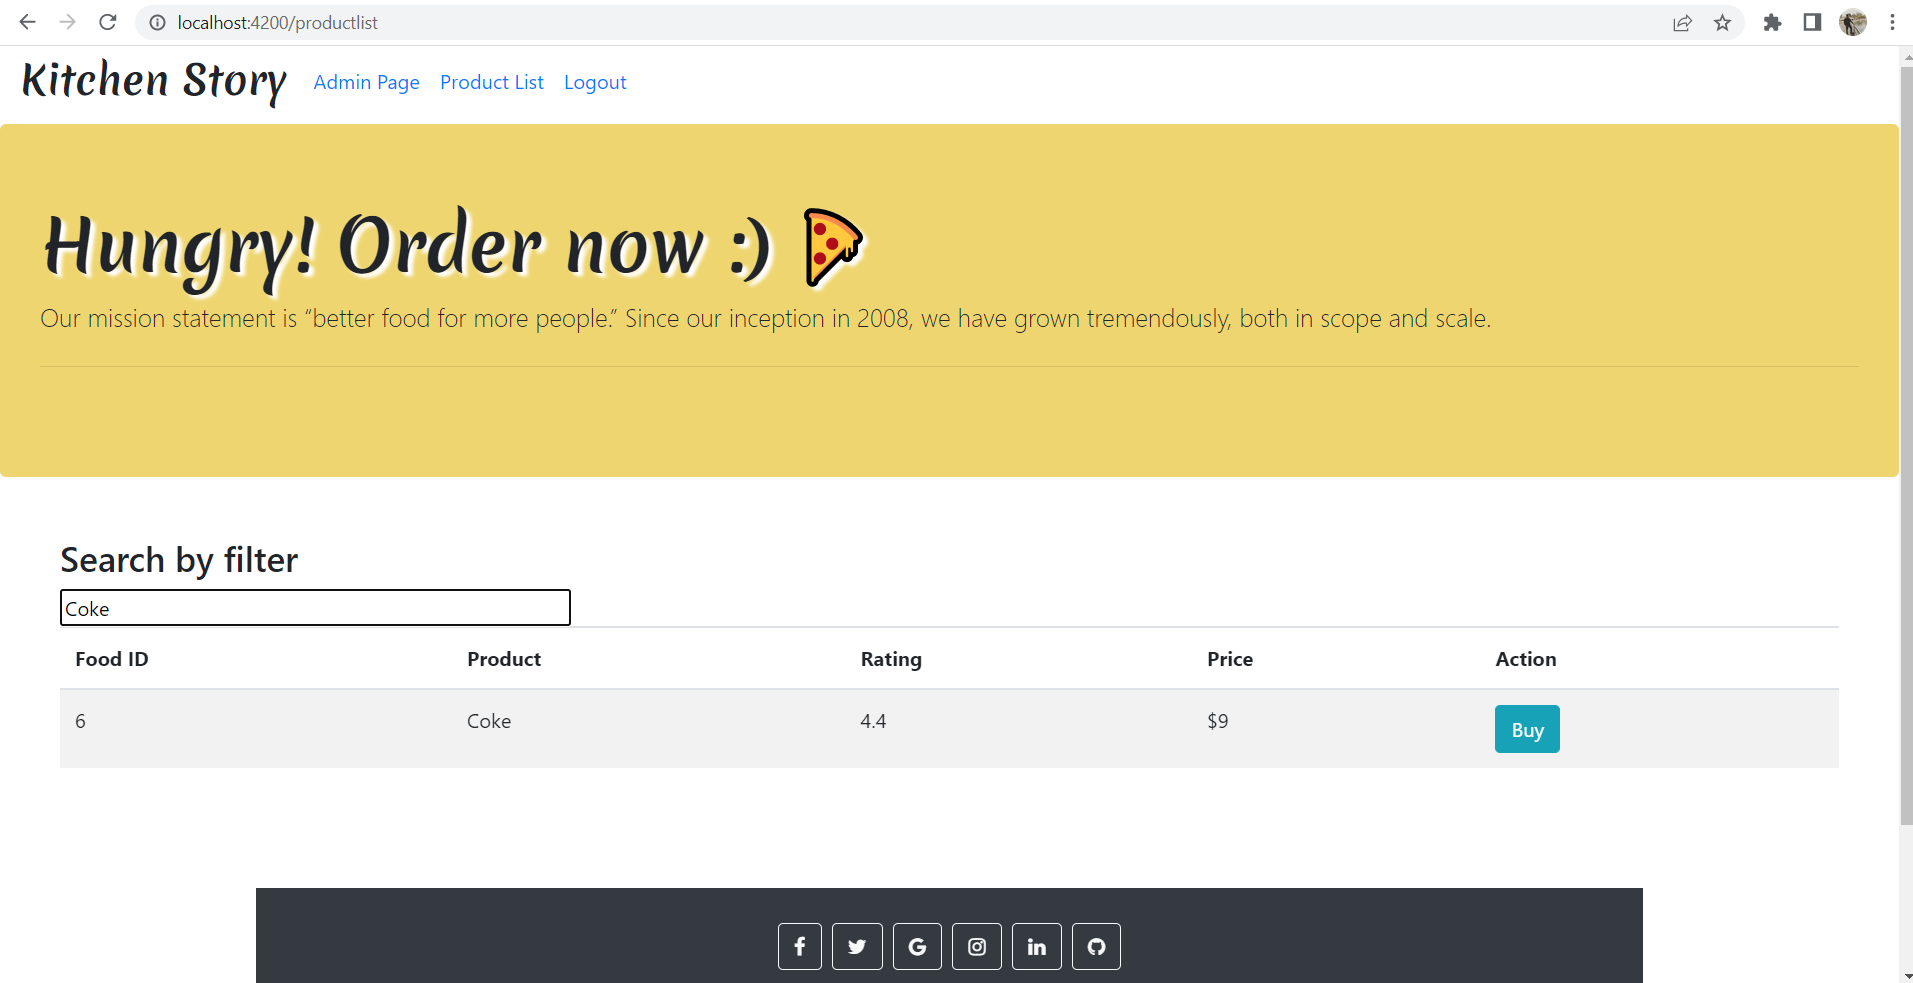 localhost:4200/productlist
Kitchen Story Admin Page Product List Logout
Hungry! Order now :)
Our mission statement is “better food for more people.” Since our inception in 2008, we have grown tremendously, both in scope and scale.
Search by filter
Coke
Food ID Product Rating Price Action
6 Coke 4.4 $9 Buy